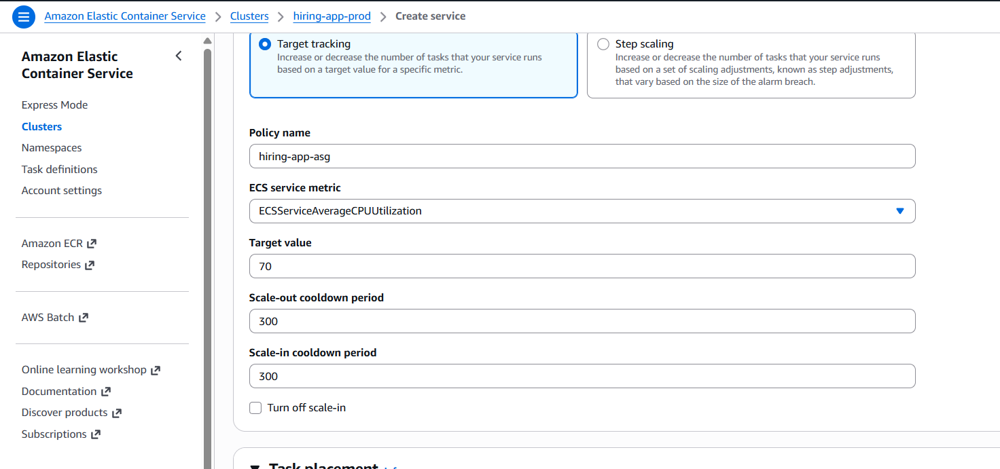 Amazon Elastic Container Service > Clusters > hiring-app-prod > Create service
Amazon Elastic
Container Service
Express Mode
Clusters
Namespaces
Task definitions
Account settings
Amazon ECR
Repositories
AWS Batch
Online learning workshop
Documentation
Discover products
Subscriptions
Target tracking
Increase or decrease the number of tasks that your service runs
based on a target value for a specific metric.
Step scaling
Increase or decrease the number of tasks that your service runs
based on a set of scaling adjustments, known as step adjustments,
that vary based on the size of the alarm breach.
Policy name
hiring-app-asg
ECS service metric
ECSServiceAverageCPUUtilization
Target value
70
Scale-out cooldown period
300
Scale-in cooldown period
300
Turn off scale-in
Task placement